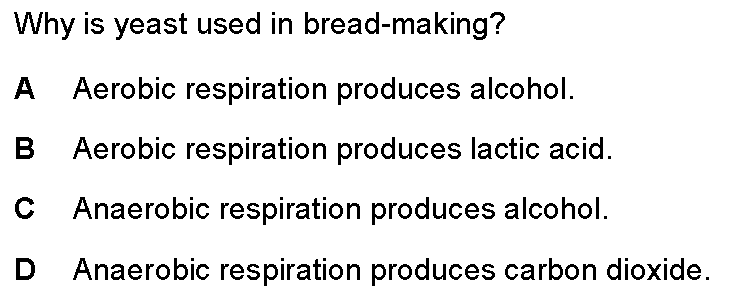 Why is yeast used in bread-making?
A Aerobic respiration produces alcohol.
B Aerobic respiration produces lactic acid.
C Anaerobic respiration produces alcohol.
D Anaerobic respiration produces carbon dioxide.